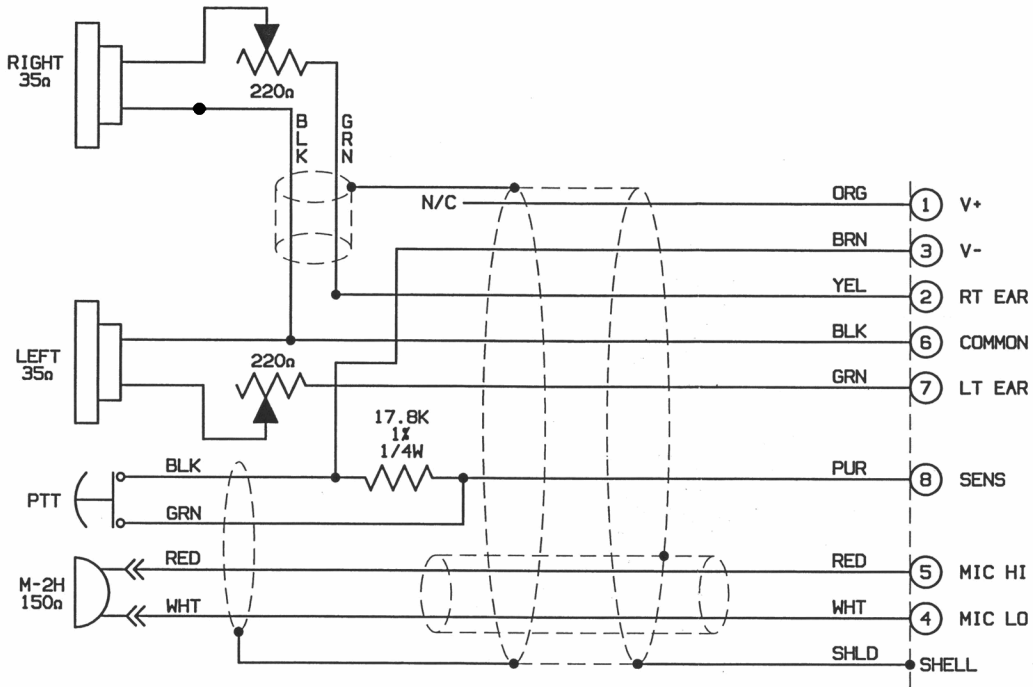 RIGHT
35Ω
220Ω
BLK
GRN
N/C
ORG
1
V+
BRN
3
V-
YEL
2
RT EAR
BLK
6
COMMON
LEFT
35Ω
220Ω
GRN
7
LT EAR
17.8K
1%
1/4W
BLK
PUR
8
SENS
PTT
GRN
RED
RED
5
MIC HI
M-2H
150Ω
WHT
WHT
4
MIC LO
SHLD
SHELL